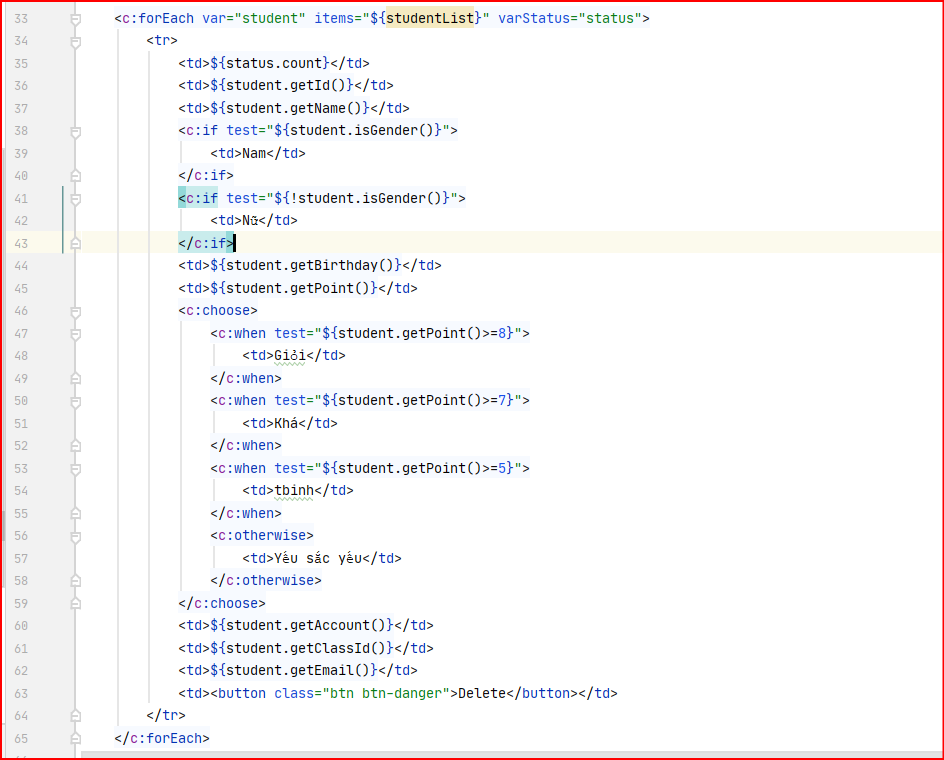 33 <c:forEach var="student" items="${studentList}" varStatus="status">
34 <tr>
35 <td>${status.count}</td>
36 <td>${student.getId()}</td>
37 <td>${student.getName()}</td>
38 <c:if test="${student.isGender()}">
39 <td>Nam</td>
40 </c:if>
41 <c:if test="${!student.isGender()}">
42 <td>Nữ</td>
43 </c:if>
44 <td>${student.getBirthday()}</td>
45 <td>${student.getPoint()}</td>
46 <c:choose>
47 <c:when test="${student.getPoint()>=8}">
48 <td>Giỏi</td>
49 </c:when>
50 <c:when test="${student.getPoint()>=7}">
51 <td>Khá</td>
52 </c:when>
53 <c:when test="${student.getPoint()>=5}">
54 <td>tbinh</td>
55 </c:when>
56 <c:otherwise>
57 <td>Yếu sắc yếu</td>
58 </c:otherwise>
59 </c:choose>
60 <td>${student.getAccount()}</td>
61 <td>${student.getClassId()}</td>
62 <td>${student.getEmail()}</td>
63 <td><button class="btn btn-danger">Delete</button></td>
64 </tr>
65 </c:forEach>